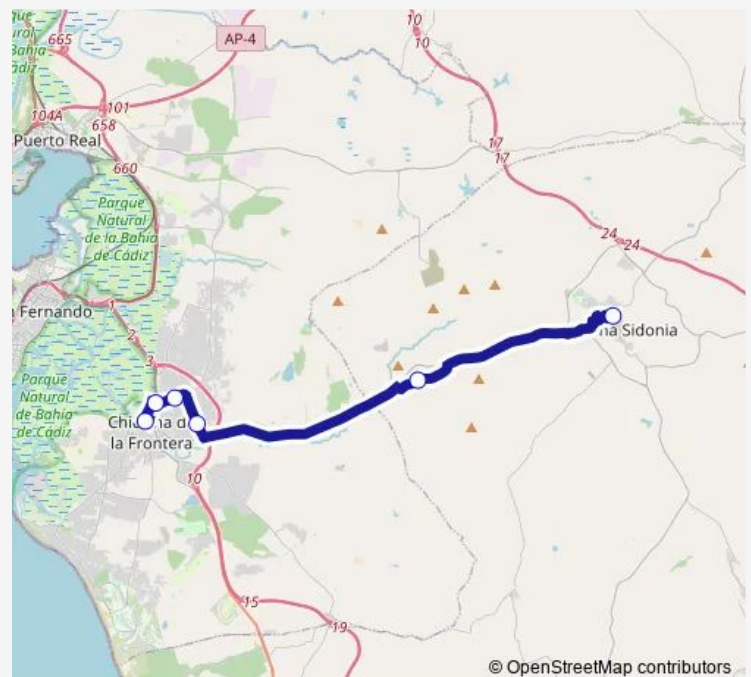 10
10
665
AP-4
101
104A
658
Puerto Real
17
17
660
Parque
Natural
de la Bahía
de Cádiz
24
24
Fernando
1
2
na Sidonia
3
Parque
Natural
de Bahía
de Cádiz
la Frontera
10
15
19
© OpenStreetMap contributors